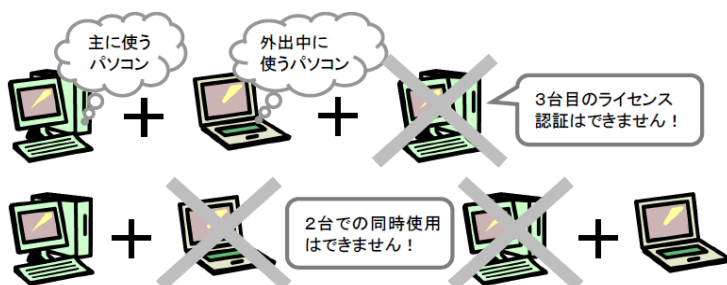 主に使う
パソコン
外出中に
使うパソコン
３台目のライセンス
認証はできません！
２台での同時使用
はできません！